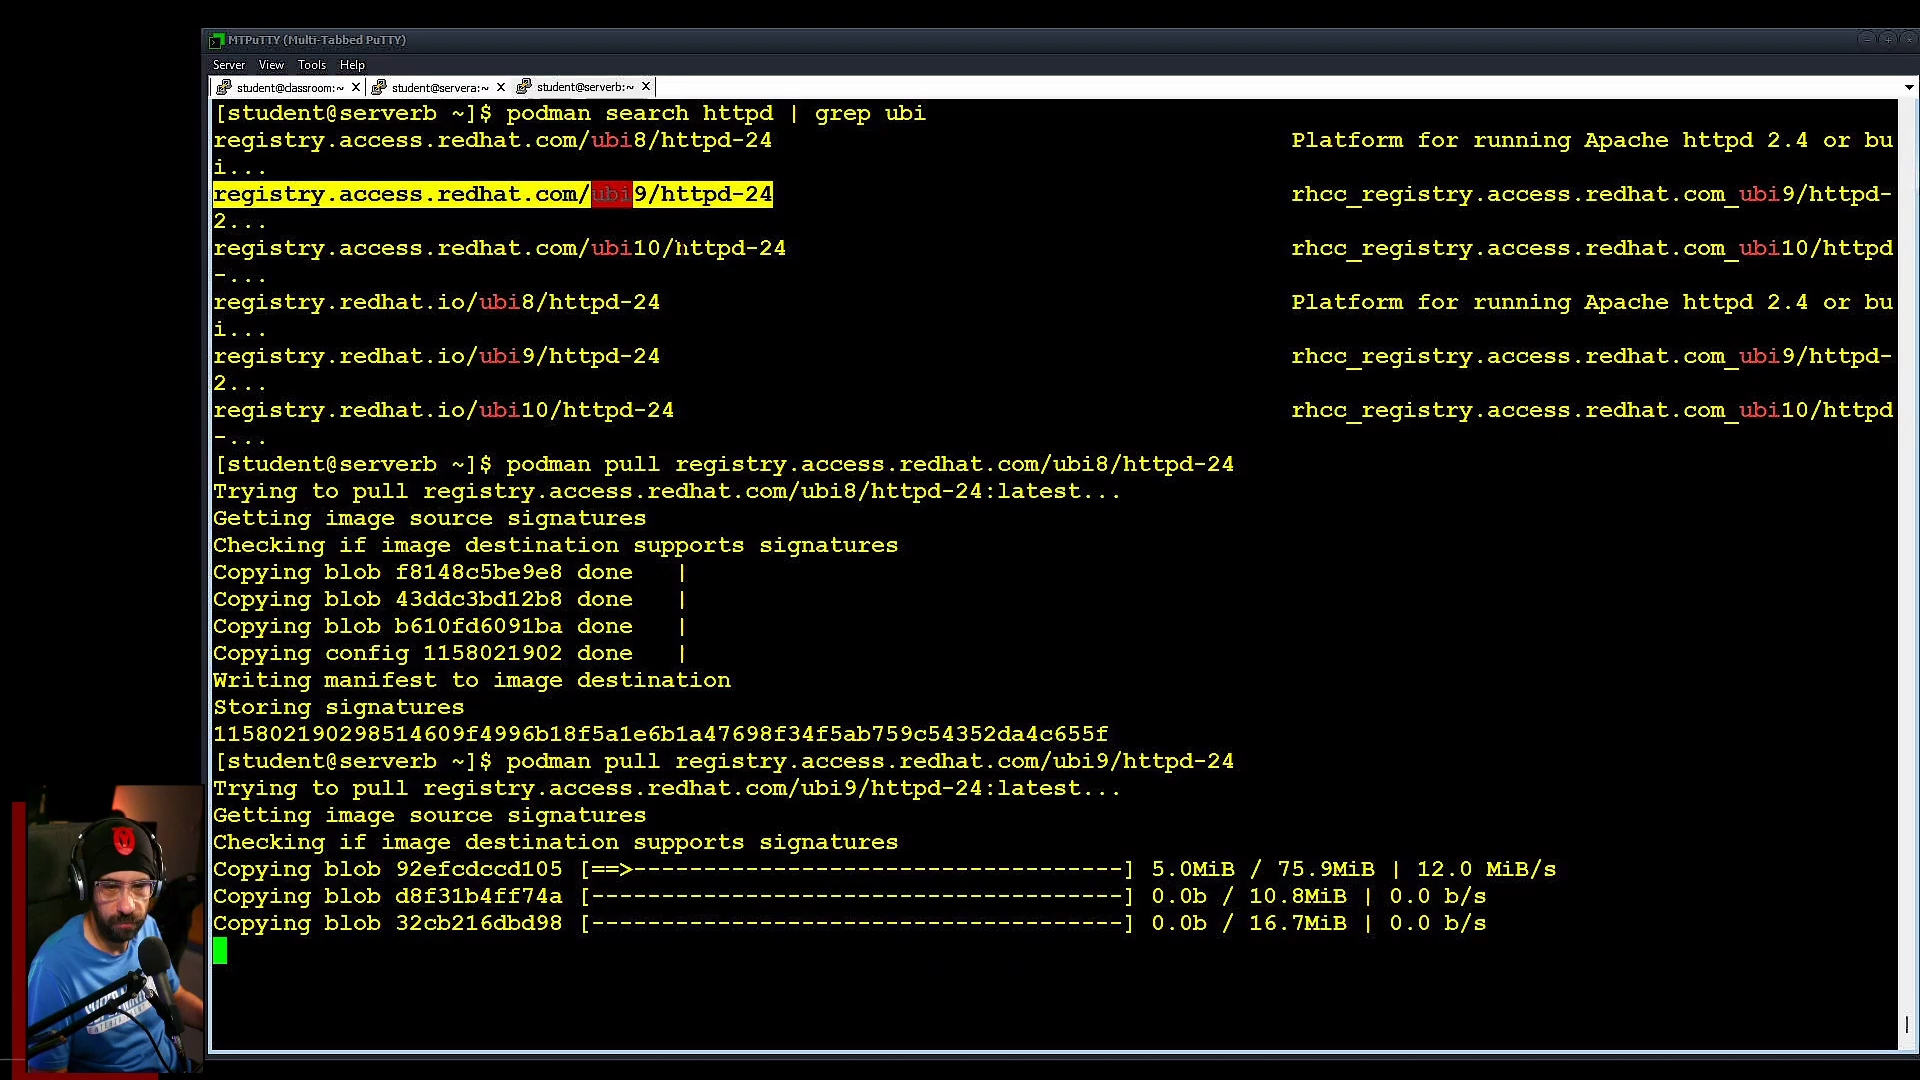 MTPuTTY (Multi-Tabbed PuTTY)
Server View Tools Help
student@classroom:~ student@servera:~ student@serverb:~
[student@serverb ~]$ podman search httpd | grep ubi
registry.access.redhat.com/ubi8/httpd-24 Platform for running Apache httpd 2.4 or bu
i...
registry.access.redhat.com/ubi9/httpd-24 rhcc_registry.access.redhat.com_ubi9/httpd-
2...
registry.access.redhat.com/ubi10/httpd-24 rhcc_registry.access.redhat.com_ubi10/httpd
-...
registry.redhat.io/ubi8/httpd-24 Platform for running Apache httpd 2.4 or bu
i...
registry.redhat.io/ubi9/httpd-24 rhcc_registry.access.redhat.com_ubi9/httpd-
2...
registry.redhat.io/ubi10/httpd-24 rhcc_registry.access.redhat.com_ubi10/httpd
-...
[student@serverb ~]$ podman pull registry.access.redhat.com/ubi8/httpd-24
Trying to pull registry.access.redhat.com/ubi8/httpd-24:latest...
Getting image source signatures
Checking if image destination supports signatures
Copying blob f8148c5be9e8 done |
Copying blob 43ddc3bd12b8 done |
Copying blob b610fd6091ba done |
Copying config 1158021902 done |
Writing manifest to image destination
Storing signatures
115802190298514609f4996b18f5a1e6b1a47698f34f5ab759c54352da4c655f
[student@serverb ~]$ podman pull registry.access.redhat.com/ubi9/httpd-24
Trying to pull registry.access.redhat.com/ubi9/httpd-24:latest...
Getting image source signatures
Checking if image destination supports signatures
Copying blob 92efcdccd105 [==>-----------------------------------] 5.0MiB / 75.9MiB | 12.0 MiB/s
Copying blob d8f31b4ff74a [--------------------------------------] 0.0b / 10.8MiB | 0.0 b/s
Copying blob 32cb216dbd98 [--------------------------------------] 0.0b / 16.7MiB | 0.0 b/s